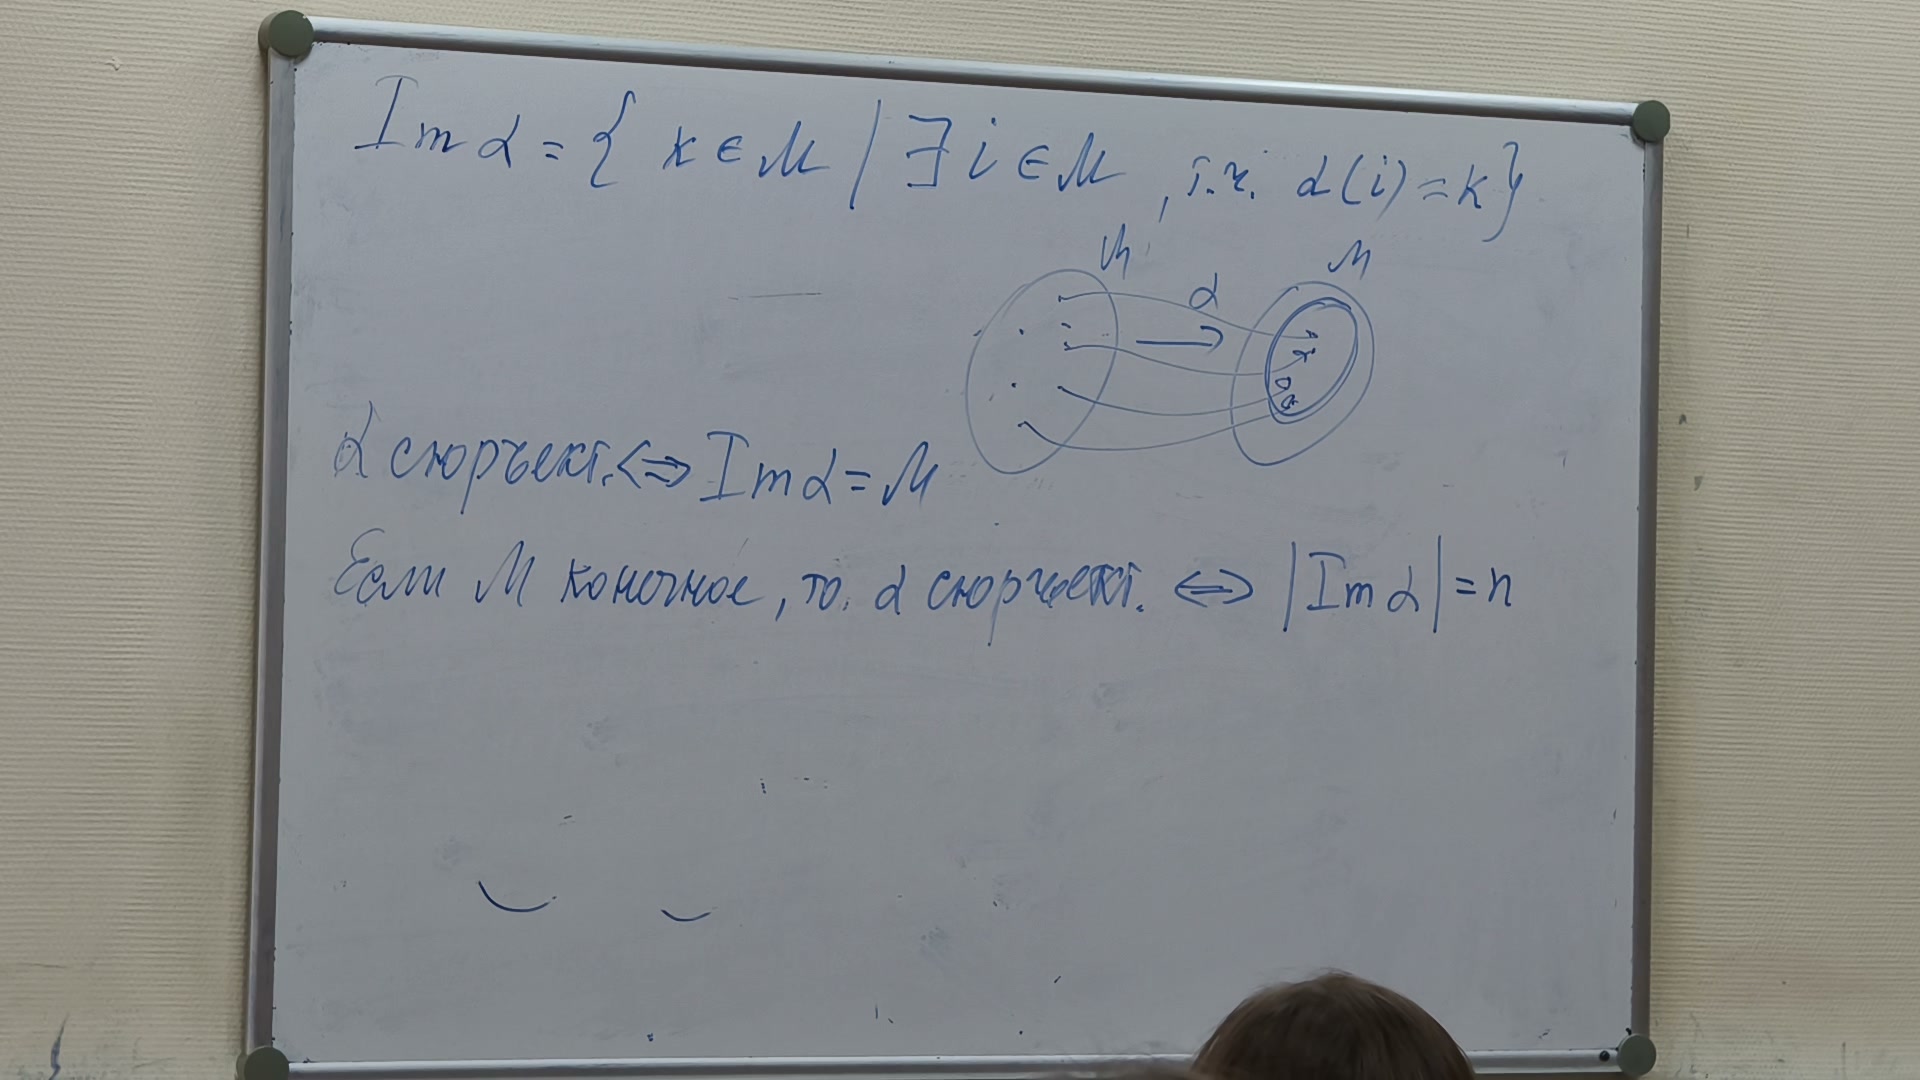 Im α = { k ∈ M | ∃ i ∈ M , т.ч. α(i) = k}
M M
α
α сюръект. ⇔ Im α = M
Если M конечное, то α сюръект. ⇔ |Im α| = n